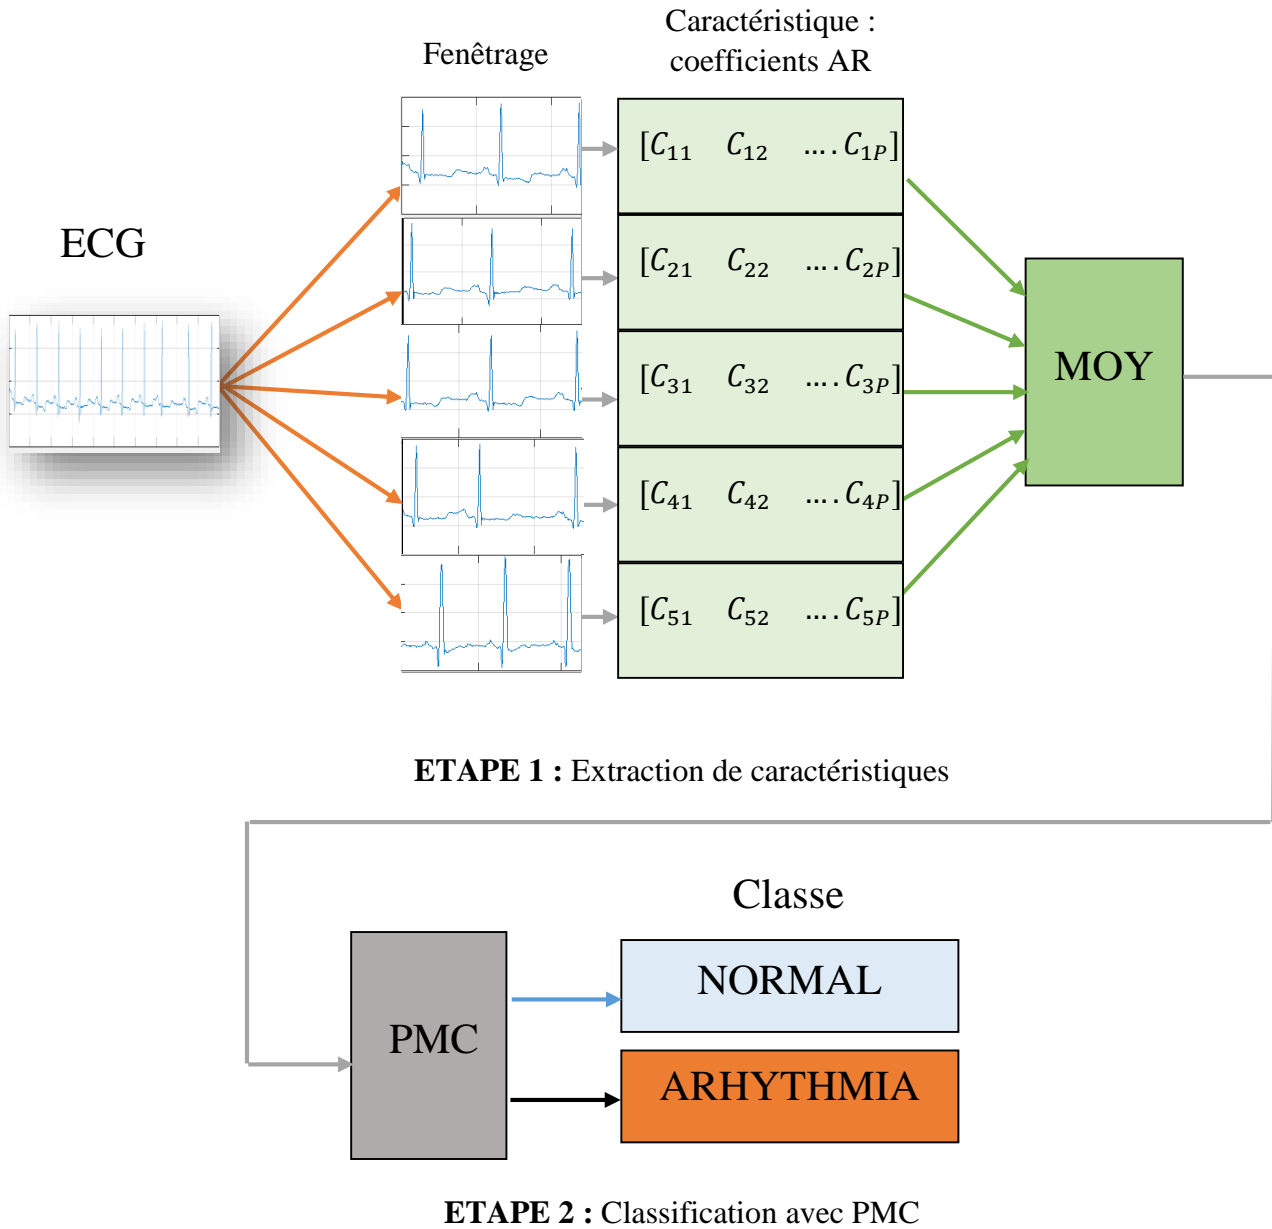 Caractéristique :
coefficients AR
Fenêtrage
ECG
[C₁₁ C₁₂ …. C₁P]
[C₂₁ C₂₂ …. C₂P]
[C₃₁ C₃₂ …. C₃P]
[C₄₁ C₄₂ …. C₄P]
[C₅₁ C₅₂ …. C₅P]
MOY
ETAPE 1 : Extraction de caractéristiques
Classe
PMC
NORMAL
ARHYTHMIA
ETAPE 2 : Classification avec PMC